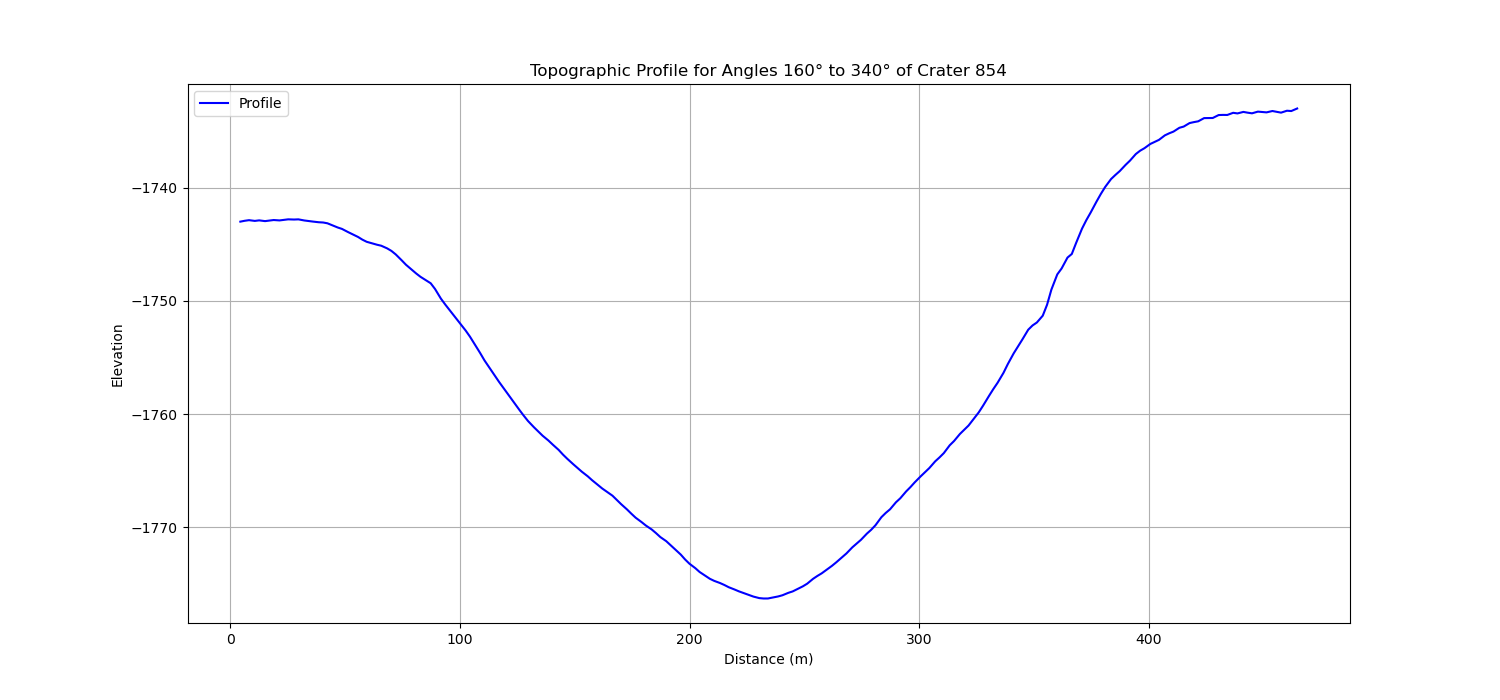 Topographic Profile for Angles 160° to 340° of Crater 854
Profile
−1740
−1750
−1760
−1770
Elevation
0 100 200 300 400
Distance (m)